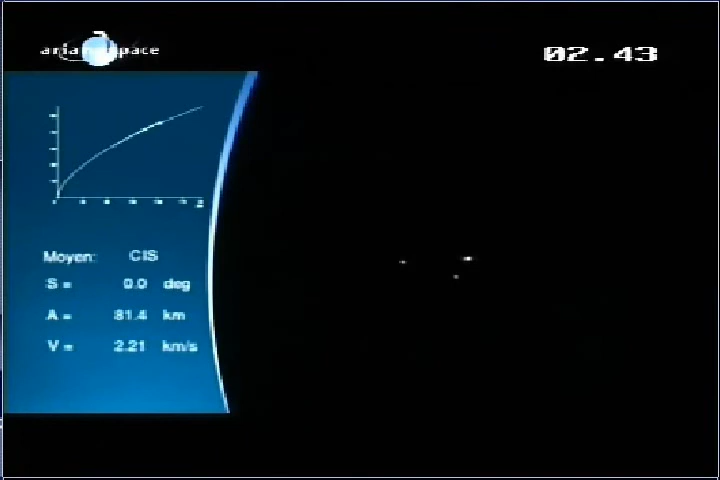 arianespace
02.43
Moyen: CIS
S = 0.0 deg
A = 81.4 km
V = 2.21 km/s